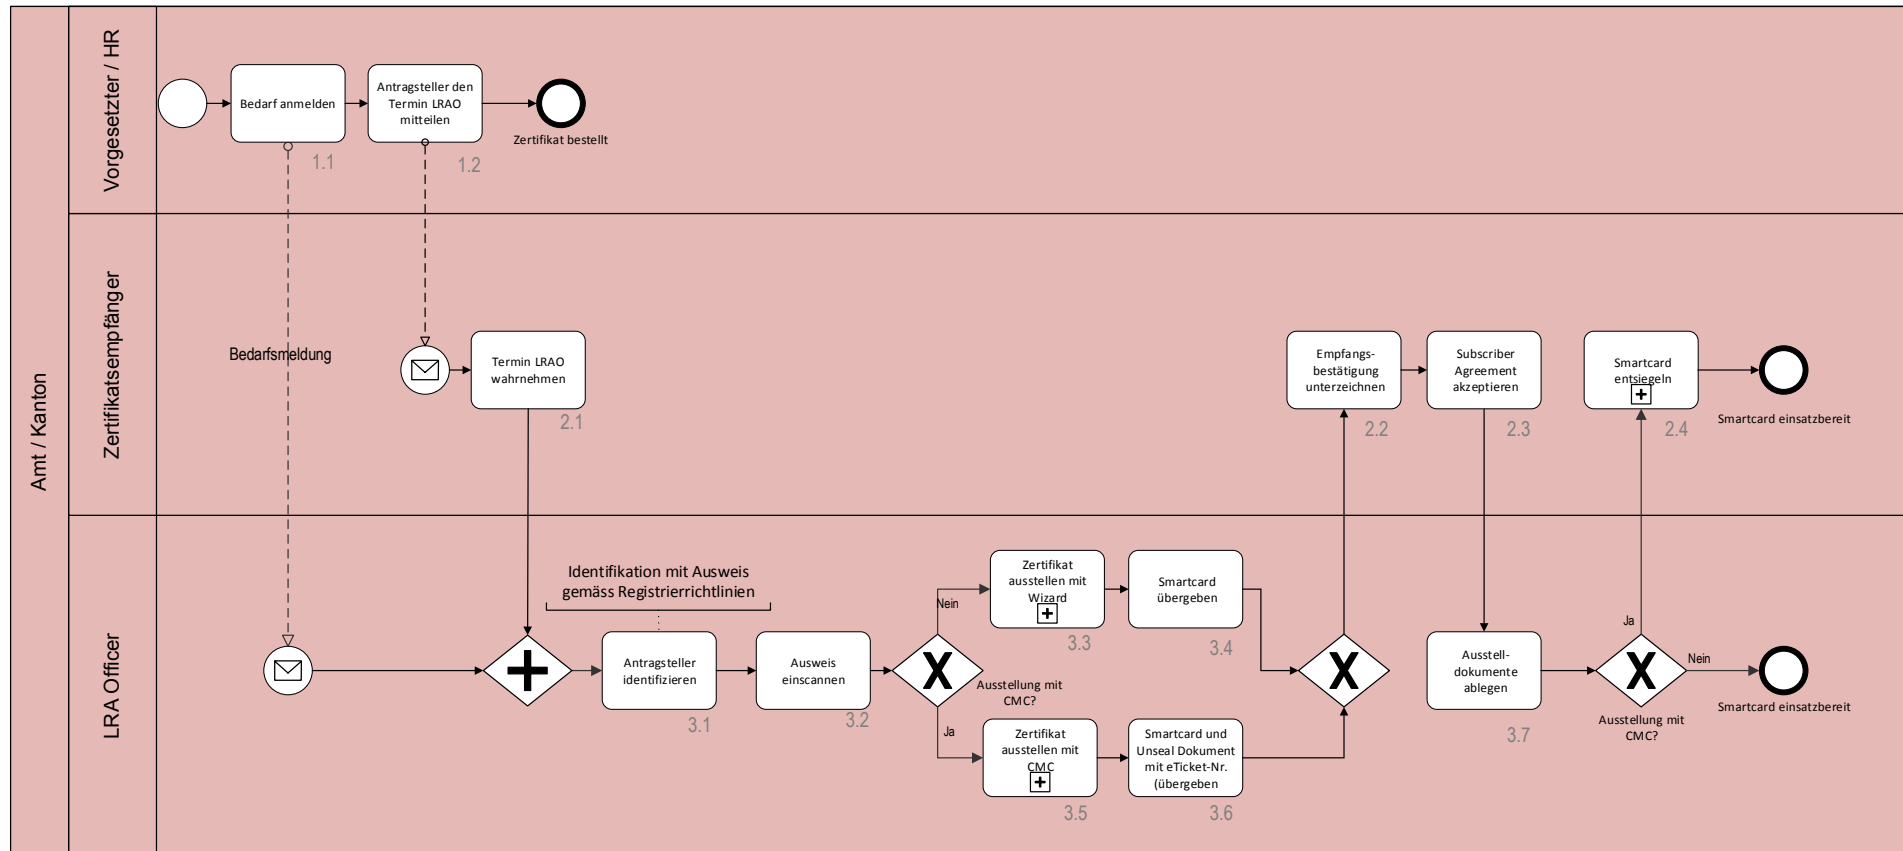 Amt / Kanton
Vorgesetzter / HR
Bedarf anmelden
1.1
Antragsteller den
Termin LRAO
mitteilen
1.2
Zertifikat bestellt
Zertifikatsempfänger
Bedarfsmeldung
Termin LRAO
wahrnehmen
2.1
Empfangs-
bestätigung
unterzeichnen
2.2
Subscriber
Agreement
akzeptieren
2.3
Smartcard
entsiegeln
2.4
Smartcard einsatzbereit
LRA Officer
Identifikation mit Ausweis
gemäss Registrierrichtlinien
Antragsteller
identifizieren
3.1
Ausweis
einscannen
3.2
Ausstellung mit
CMC?
Nein
Zertifikat
ausstellen mit
Wizard
3.3
Smartcard
übergeben
3.4
Ja
Zertifikat
ausstellen mit
CMC
3.5
Smartcard und
Unseal Dokument
mit eTicket-Nr.
(übergeben
3.6
X
X
Ausstell-
dokumente
ablegen
3.7
X
Ausstellung mit
CMC?
Ja
Nein
Smartcard einsatzbereit